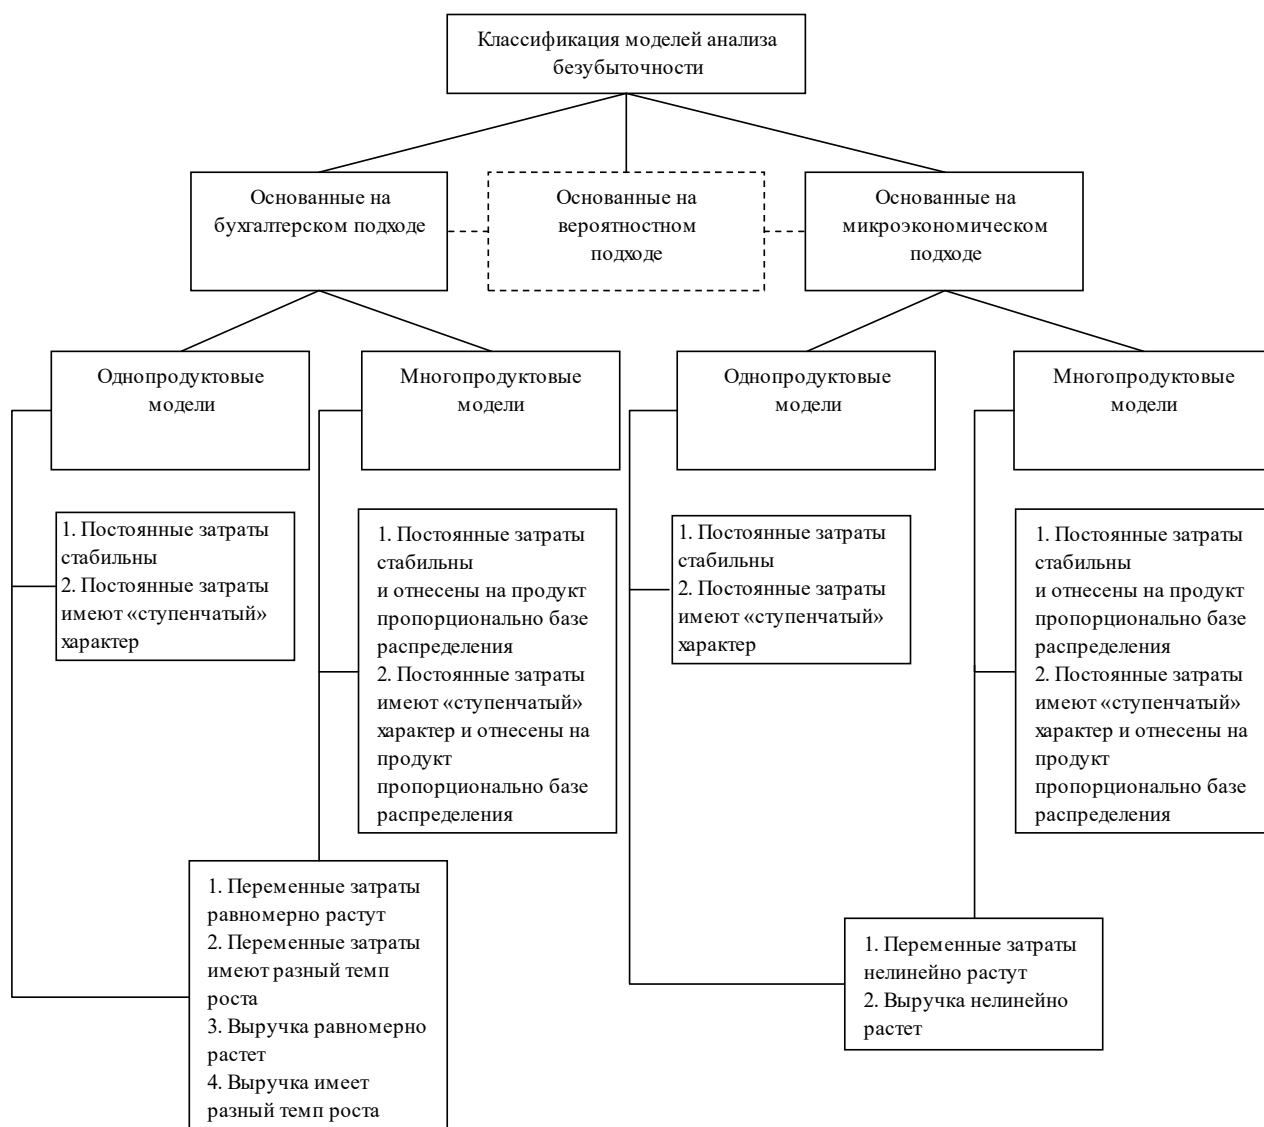 Классификация моделей анализа
безубыточности
Основанные на
бухгалтерском подходе
Основанные на
вероятностном
подходе
Основанные на
микроэкономическом
подходе
Однопродуктовые
модели
Многопродуктовые
модели
Однопродуктовые
модели
Многопродуктовые
модели
1. Постоянные затраты
стабильны
2. Постоянные затраты
имеют «ступенчатый»
характер
1. Постоянные затраты
стабильны
и отнесены на продукт
пропорционально базе
распределения
2. Постоянные затраты
имеют «ступенчатый»
характер и отнесены на
продукт
пропорционально базе
распределения
1. Постоянные затраты
стабильны
2. Постоянные затраты
имеют «ступенчатый»
характер
1. Постоянные затраты
стабильны
и отнесены на продукт
пропорционально базе
распределения
2. Постоянные затраты
имеют «ступенчатый»
характер и отнесены на
продукт
пропорционально базе
распределения
1. Переменные затраты
равномерно растут
2. Переменные затраты
имеют разный темп
роста
3. Выручка равномерно
растет
4. Выручка имеет
разный темп роста
1. Переменные затраты
нелинейно растут
2. Выручка нелинейно
растет